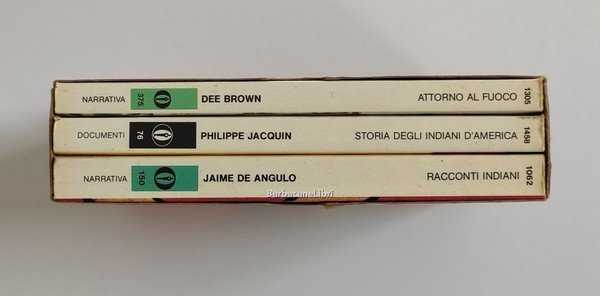 NARRATIVA 375 DEE BROWN ATTORNO AL FUOCO 1305
DOCUMENTI 76 PHILIPPE JACQUIN STORIA DEGLI INDIANI D'AMERICA 1458
NARRATIVA 150 JAIME DE ANGULO RACCONTI INDIANI 1062
BarbacaneLibri